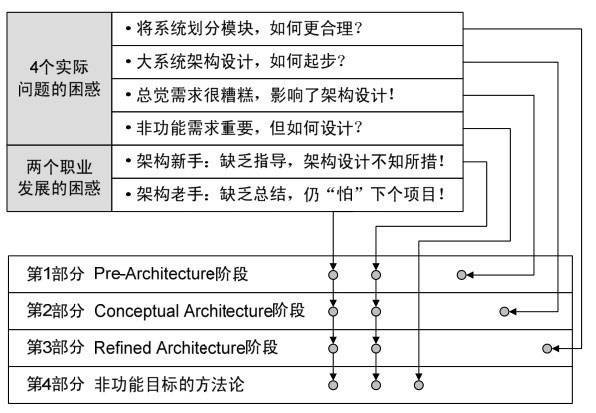 4个实际
问题的困惑
• 将系统划分模块，如何更合理？
• 大系统架构设计，如何起步？
• 总觉需求很糟糕，影响了架构设计！
• 非功能需求重要，但如何设计？
两个职业
发展的困惑
• 架构新手：缺乏指导，架构设计不知所措！
• 架构老手：缺乏总结，仍“怕”下个项目！
第1部分 Pre-Architecture阶段
第2部分 Conceptual Architecture阶段
第3部分 Refined Architecture阶段
第4部分 非功能目标的方法论